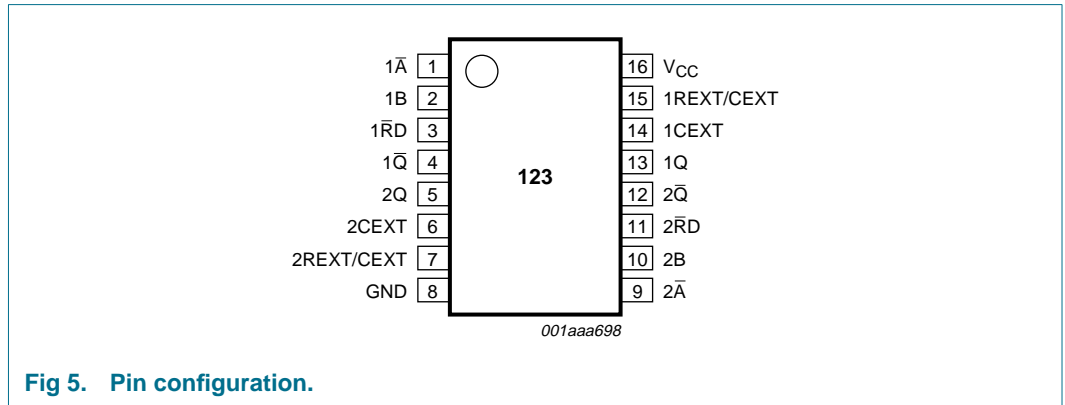 1A̅ 1 16 VCC
1B 2 15 1REXT/CEXT
1R̅D 3 14 1CEXT
1Q̅ 4 13 1Q
123
2Q 5 12 2Q̅
2CEXT 6 11 2R̅D
2REXT/CEXT 7 10 2B
GND 8 9 2A̅
001aaa698
Fig 5. Pin configuration.